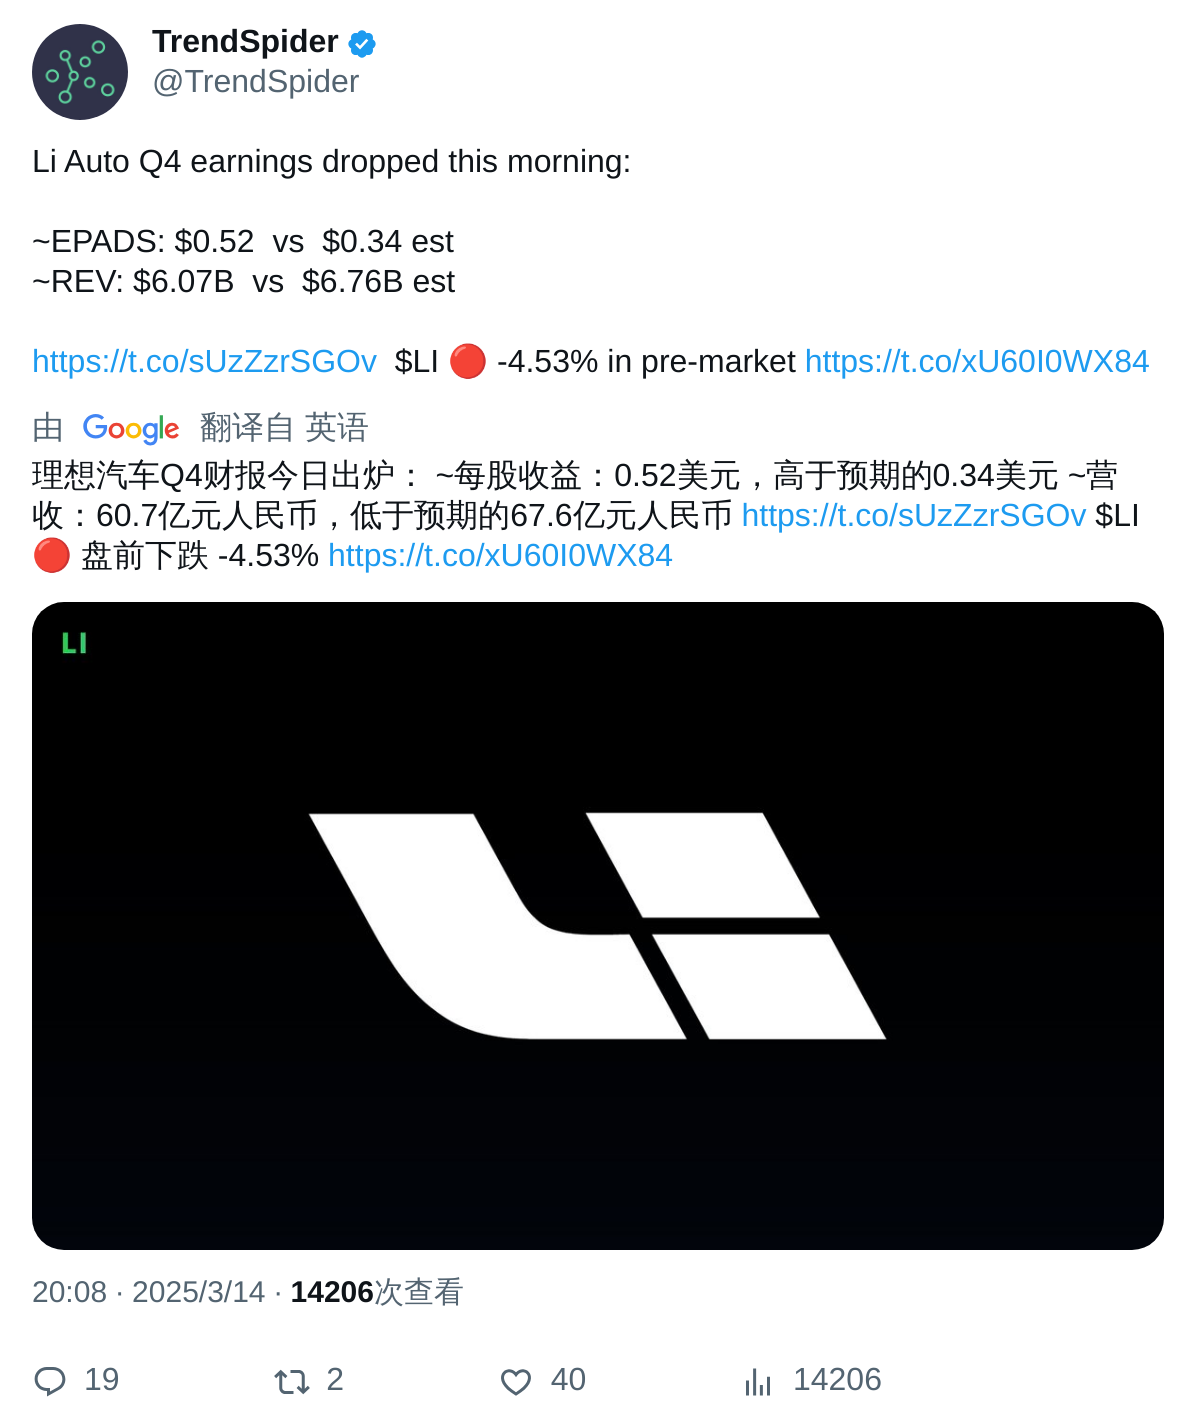 TrendSpider
@TrendSpider
Li Auto Q4 earnings dropped this morning:
~EPADS: $0.52  vs  $0.34 est
~REV: $6.07B  vs  $6.76B est
https://t.co/sUzZzrSGOv  $LI 🔴 -4.53% in pre-market https://t.co/xU60I0WX84
由 Google 翻译自 英语
理想汽车Q4财报今日出炉： ~每股收益：0.52美元，高于预期的0.34美元 ~营
收：60.7亿元人民币，低于预期的67.6亿元人民币 https://t.co/sUzZzrSGOv $LI
🔴 盘前下跌 -4.53% https://t.co/xU60I0WX84
LI
20:08 · 2025/3/14 · 14206次查看
19 2 40 14206